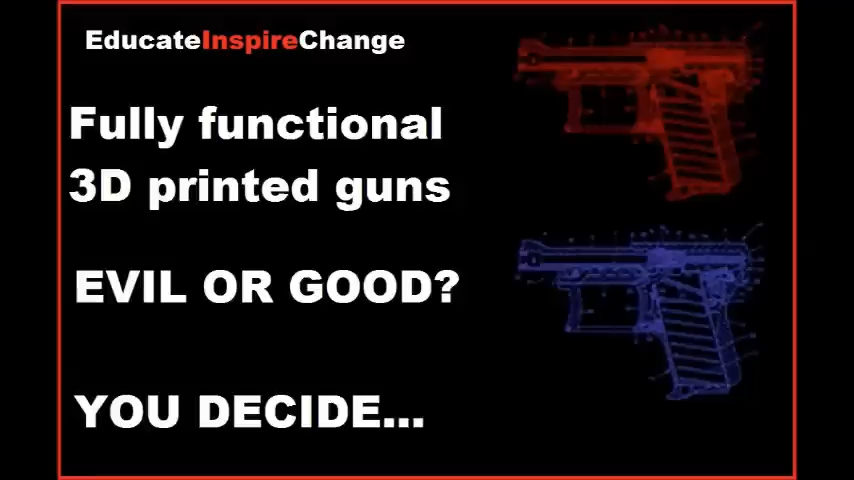 EducateInspireChange
Fully functional
3D printed guns
EVIL OR GOOD?
YOU DECIDE...